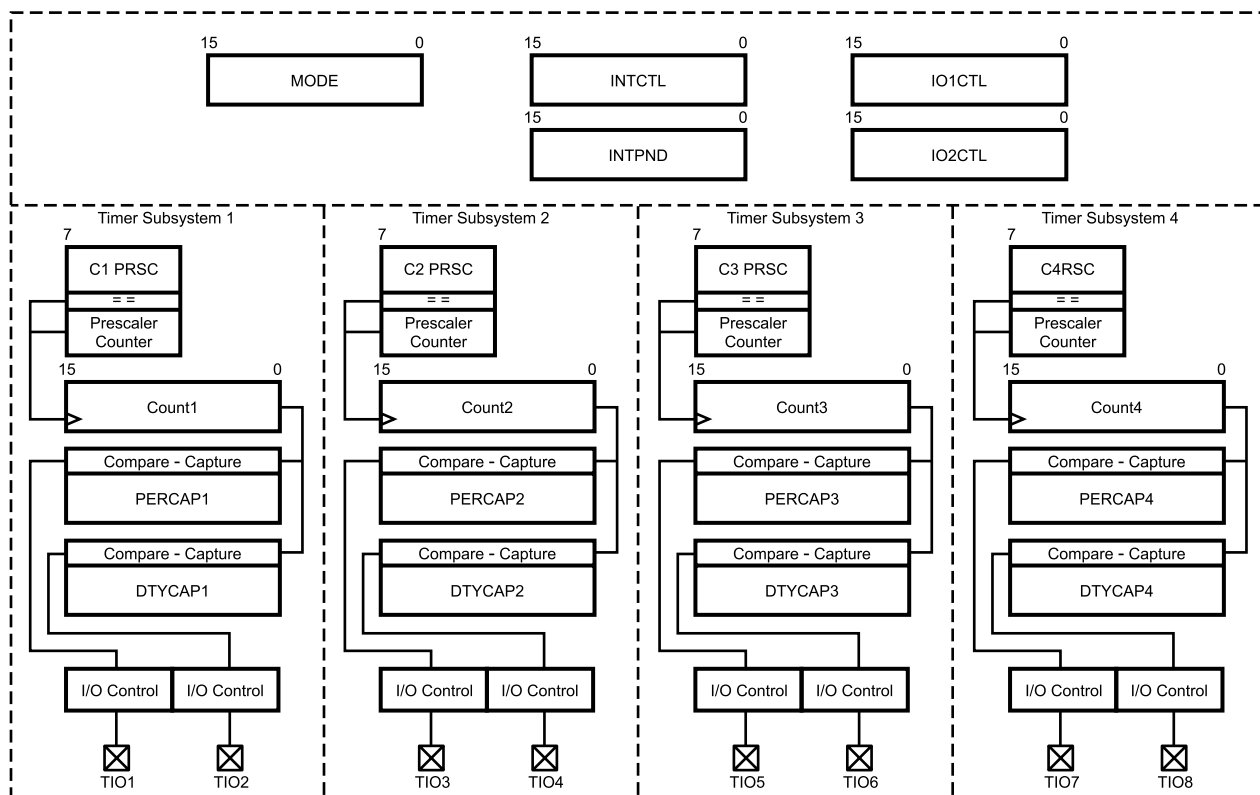 15 0 15 0 15 0
MODE INTCTL IO1CTL
15 0 15 0
INTPND IO2CTL
Timer Subsystem 1 Timer Subsystem 2 Timer Subsystem 3 Timer Subsystem 4
7 7 7 7
C1 PRSC C2 PRSC C3 PRSC C4RSC
= = = = = = = =
Prescaler Prescaler Prescaler Prescaler
Counter Counter Counter Counter
15 0 15 0 15 0 15 0
Count1 Count2 Count3 Count4
Compare - Capture Compare - Capture Compare - Capture Compare - Capture
PERCAP1 PERCAP2 PERCAP3 PERCAP4
Compare - Capture Compare - Capture Compare - Capture Compare - Capture
DTYCAP1 DTYCAP2 DTYCAP3 DTYCAP4
I/O Control I/O Control I/O Control I/O Control I/O Control I/O Control I/O Control I/O Control
TIO1 TIO2 TIO3 TIO4 TIO5 TIO6 TIO7 TIO8